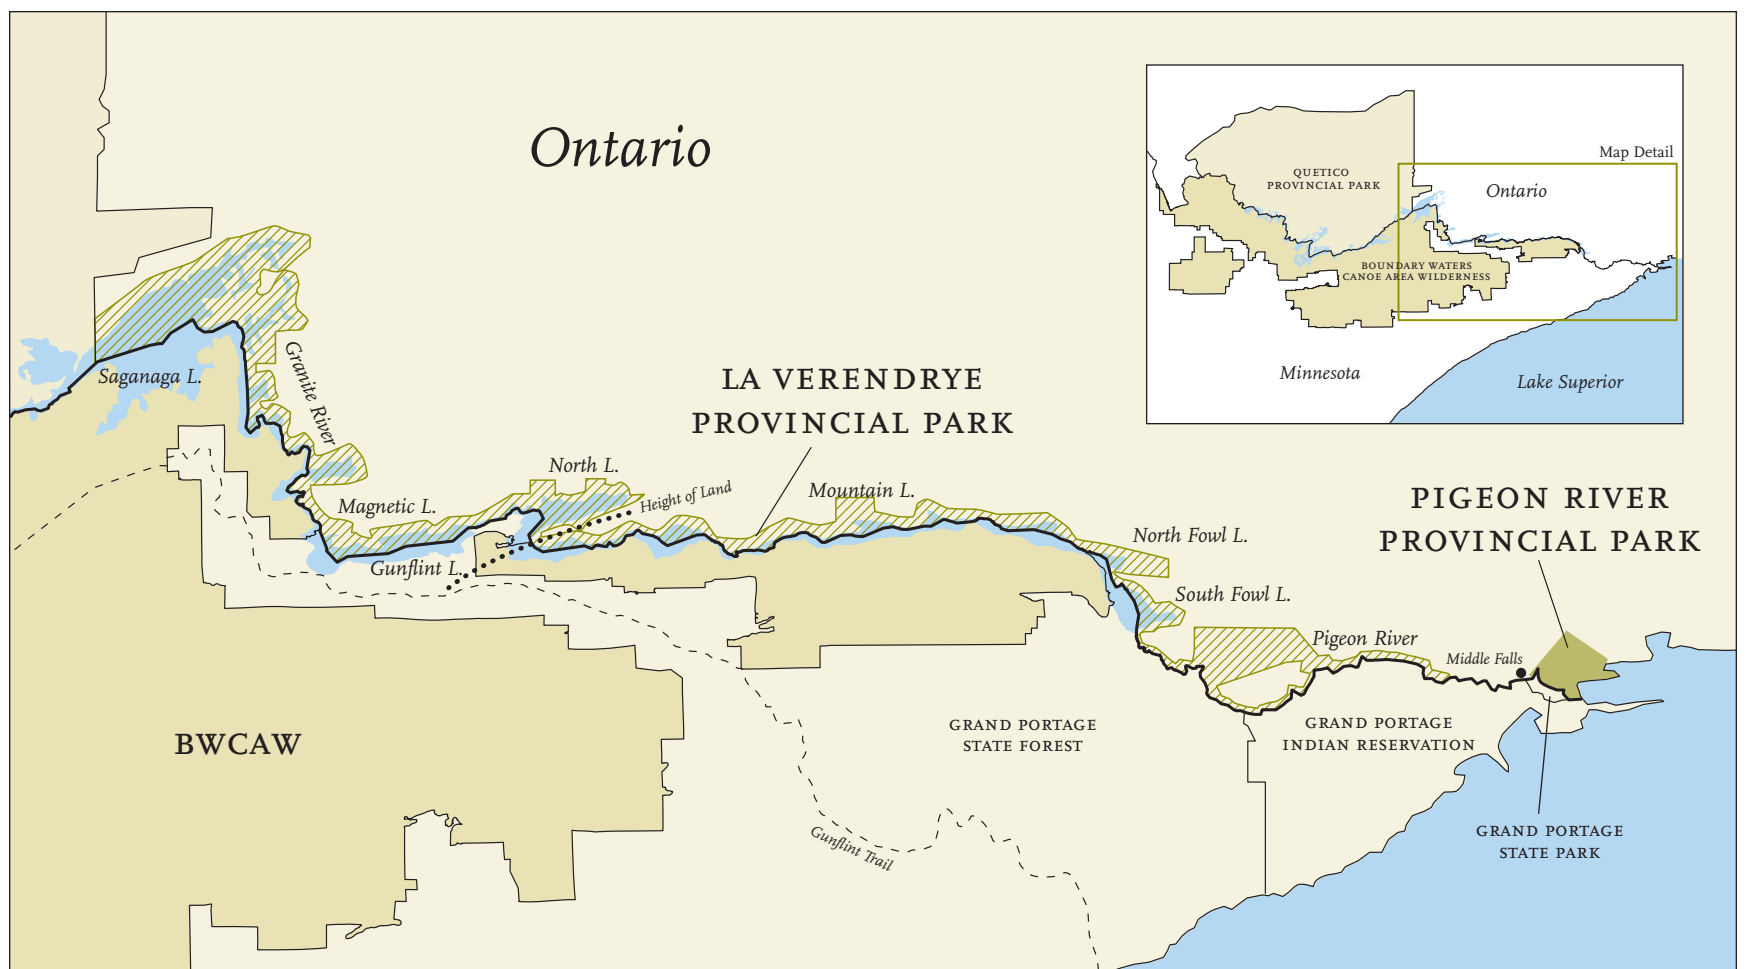 Ontario
Map Detail
QUETICO
PROVINCIAL PARK
Ontario
BOUNDARY WATERS
CANOE AREA WILDERNESS
Minnesota
Lake Superior
Saganaga L.
Granite River
LA VERENDRYE
PROVINCIAL PARK
North L.
Height of Land
Mountain L.
Magnetic L.
Gunflint L.
PIGEON RIVER
PROVINCIAL PARK
North Fowl L.
South Fowl L.
Pigeon River
Middle Falls
GRAND PORTAGE
STATE FOREST
GRAND PORTAGE
INDIAN RESERVATION
BWCAW
Gunflint Trail
GRAND PORTAGE
STATE PARK